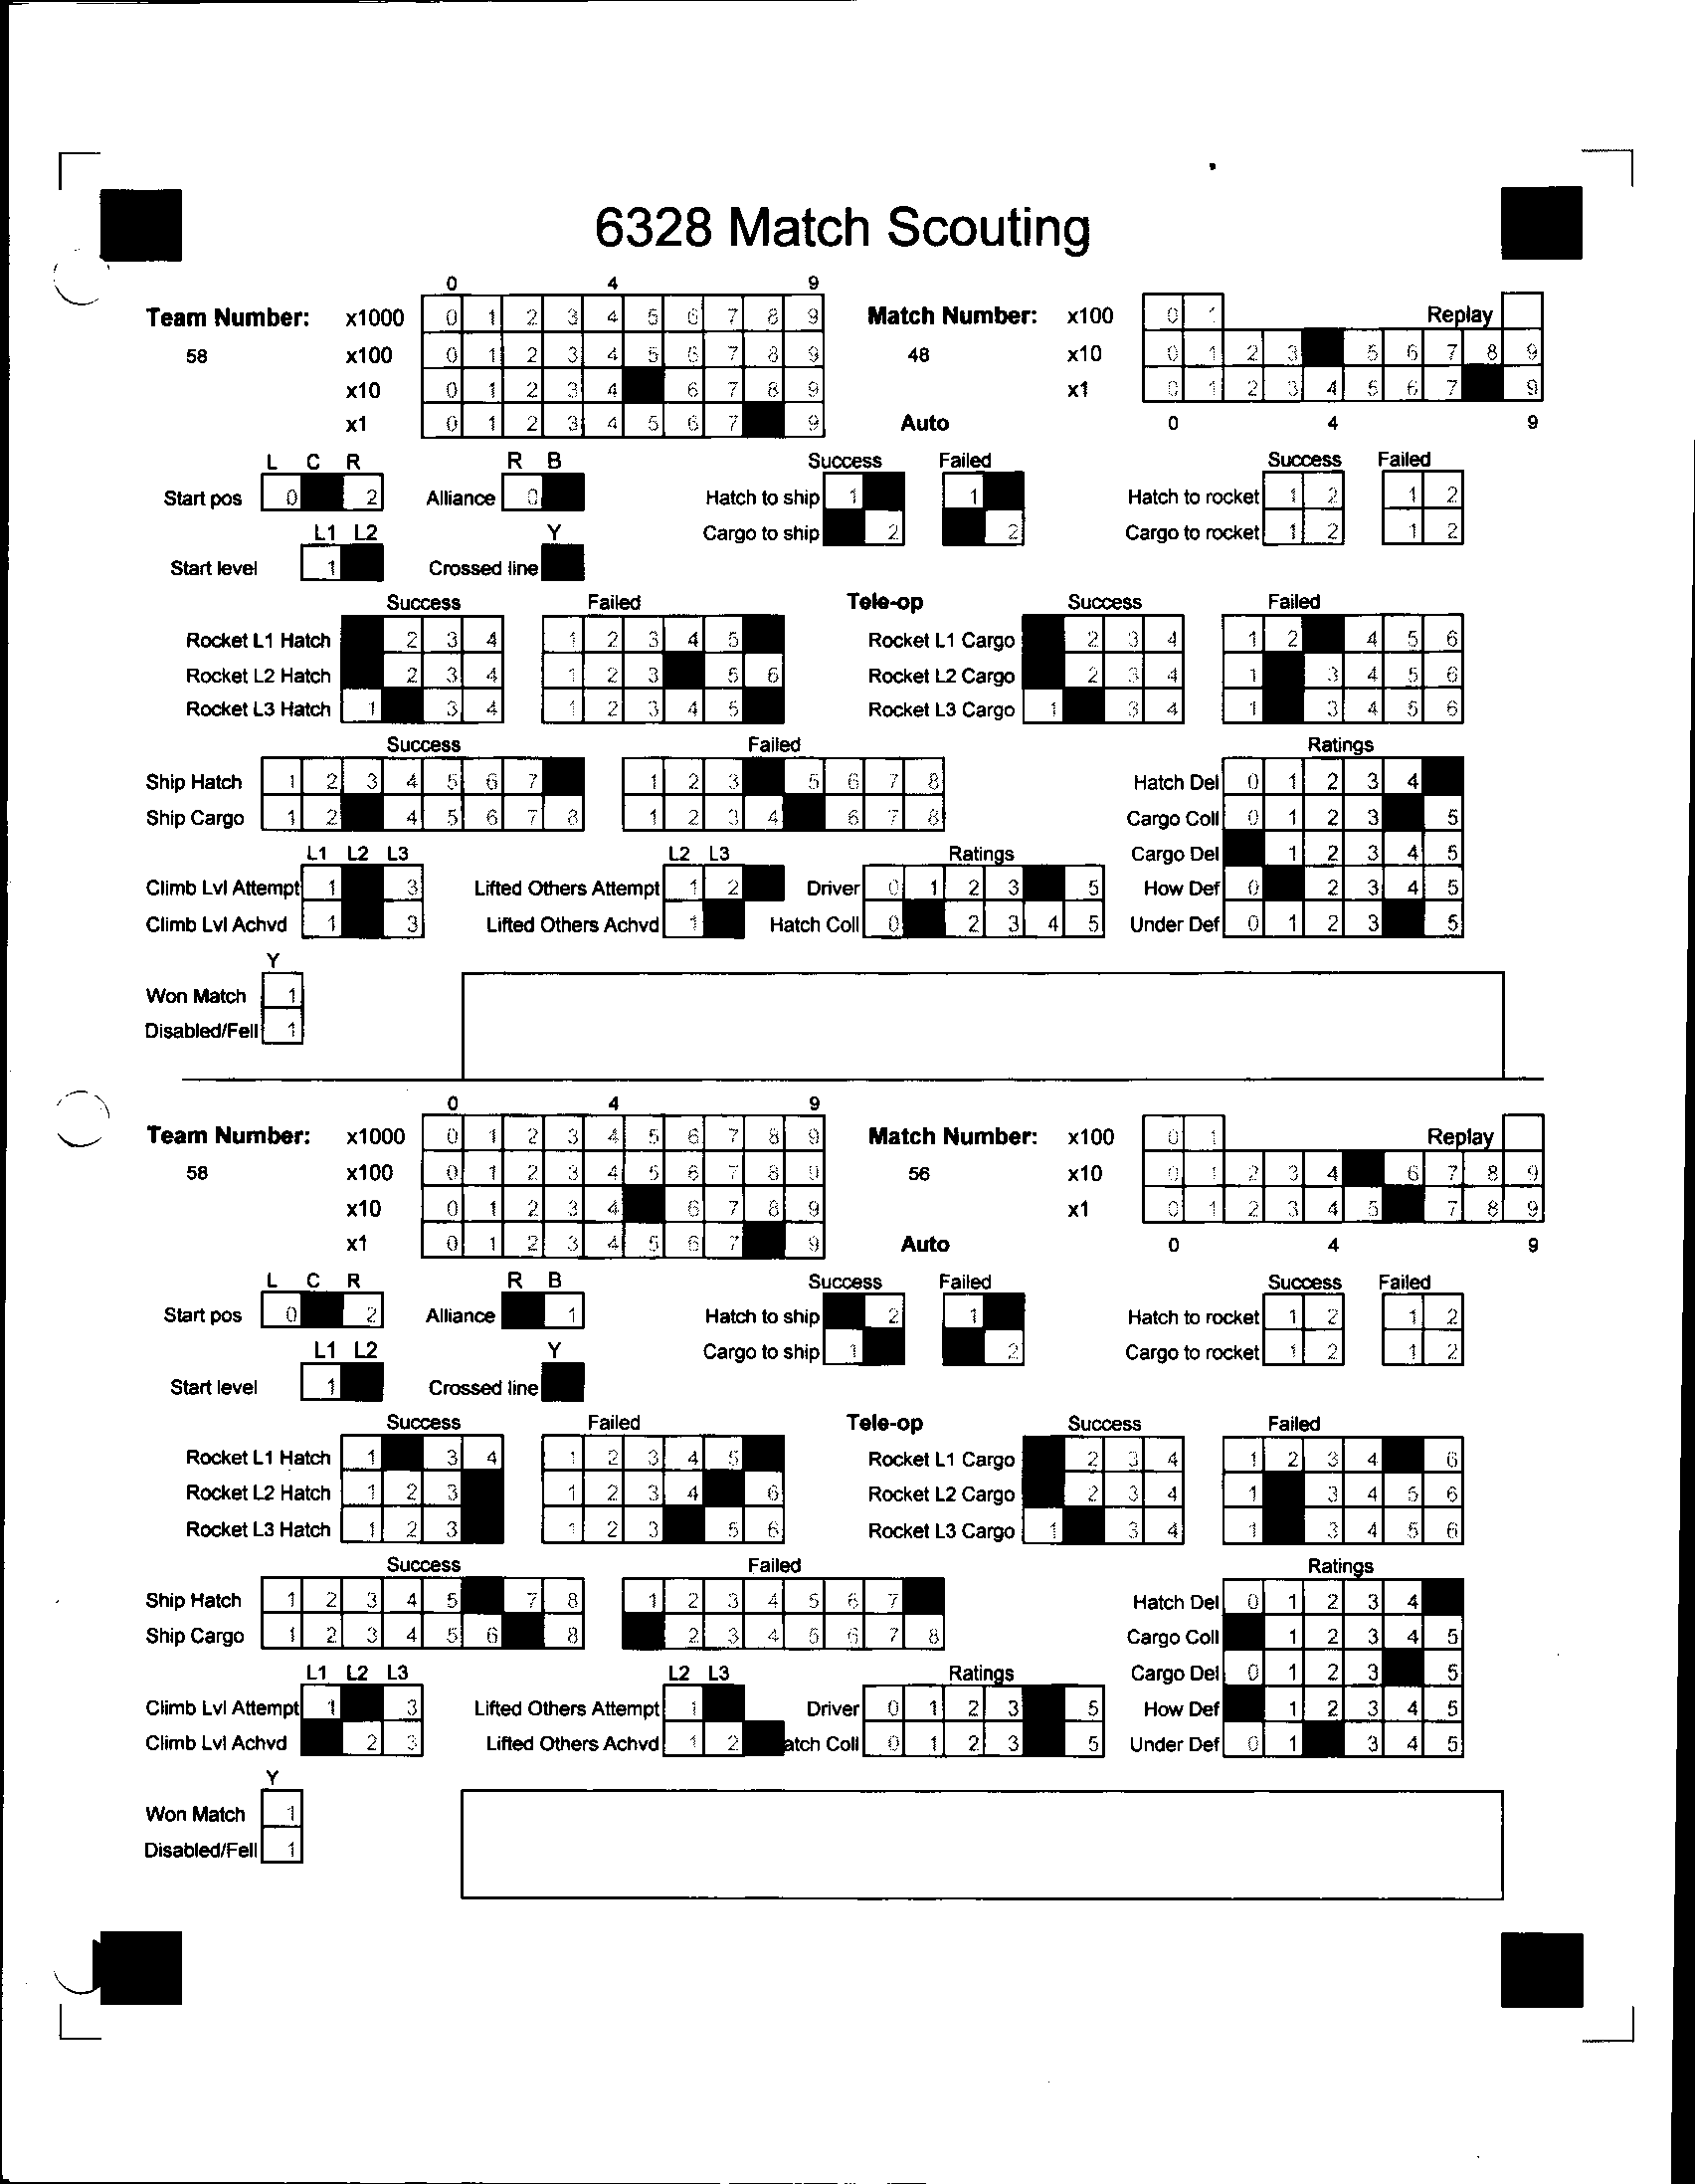 6328 Match Scouting
0 4 9
Team Number: x1000 0 1 2 3 4 5 6 7 8 9 Match Number: x100 0 1 Replay
58 x100 0 1 2 3 4 5 6 7 8 9 48 x10 0 1 2 3 5 6 7 8 9
x10 0 1 2 3 4 6 7 8 9 x1 0 1 2 3 4 5 6 7 9
x1 0 1 2 3 4 5 6 7 9 Auto 0 4 9
L C R R B Success Failed Success Failed
Start pos 0 2 Alliance 0 Hatch to ship 1 1 Hatch to rocket 1 2 1 2
L1 L2 Y Cargo to ship 2 2 Cargo to rocket 1 2 1 2
Start level 1 Crossed line
Success Failed Tele-op Success Failed
Rocket L1 Hatch 2 3 4 1 2 3 4 5 Rocket L1 Cargo 2 3 4 1 2 4 5 6
Rocket L2 Hatch 2 3 4 1 2 3 5 6 Rocket L2 Cargo 2 3 4 1 3 4 5 6
Rocket L3 Hatch 1 3 4 1 2 3 4 5 Rocket L3 Cargo 1 3 4 1 3 4 5 6
Success Failed Ratings
Ship Hatch 1 2 3 4 5 6 7 1 2 3 5 6 7 8 Hatch Del 0 1 2 3 4
Ship Cargo 1 2 4 5 6 7 8 1 2 3 4 6 7 8 Cargo Coll 0 1 2 3 5
L1 L2 L3 L2 L3 Ratings Cargo Del 1 2 3 4 5
Climb Lvl Attempt 1 3 Lifted Others Attempt 1 2 Driver 0 1 2 3 5 How Def 0 2 3 4 5
Climb Lvl Achvd 1 3 Lifted Others Achvd 1 Hatch Coll 0 2 3 4 5 Under Def 0 1 2 3 5
Y
Won Match 1
Disabled/Fell 1
0 4 9
Team Number: x1000 0 1 2 3 4 5 6 7 8 9 Match Number: x100 0 1 Replay
58 x100 0 1 2 3 4 5 6 7 8 9 56 x10 0 1 2 3 4 6 7 8 9
x10 0 1 2 3 4 6 7 8 9 x1 0 1 2 3 4 5 7 8 9
x1 0 1 2 3 4 5 6 7 9 Auto 0 4 9
L C R R B Success Failed Success Failed
Start pos 0 2 Alliance 1 Hatch to ship 2 1 Hatch to rocket 1 2 1 2
L1 L2 Y Cargo to ship 1 2 Cargo to rocket 1 2 1 2
Start level 1 Crossed line
Success Failed Tele-op Success Failed
Rocket L1 Hatch 1 3 4 1 2 3 4 5 Rocket L1 Cargo 2 3 4 1 2 3 4 6
Rocket L2 Hatch 1 2 3 1 2 3 4 6 Rocket L2 Cargo 2 3 4 1 3 4 5 6
Rocket L3 Hatch 1 2 3 1 2 3 5 6 Rocket L3 Cargo 1 3 4 1 3 4 5 6
Success Failed Ratings
Ship Hatch 1 2 3 4 5 7 8 1 2 3 4 5 6 7 Hatch Del 0 1 2 3 4
Ship Cargo 1 2 3 4 5 6 8 2 3 4 5 6 7 8 Cargo Coll 1 2 3 4 5
L1 L2 L3 L2 L3 Ratings Cargo Del 0 1 2 3 5
Climb Lvl Attempt 1 3 Lifted Others Attempt 1 Driver 0 1 2 3 5 How Def 1 2 3 4 5
Climb Lvl Achvd 2 3 Lifted Others Achvd 1 2 atch Coll 0 1 2 3 5 Under Def 0 1 3 4 5
Y
Won Match 1
Disabled/Fell 1